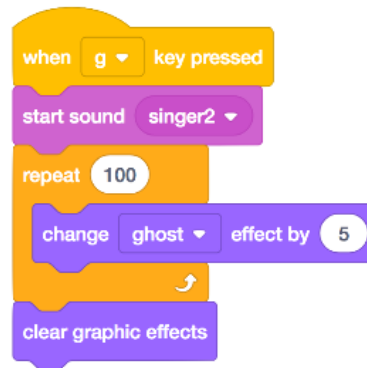 when g key pressed
start sound singer2
repeat 100
change ghost effect by 5
clear graphic effects